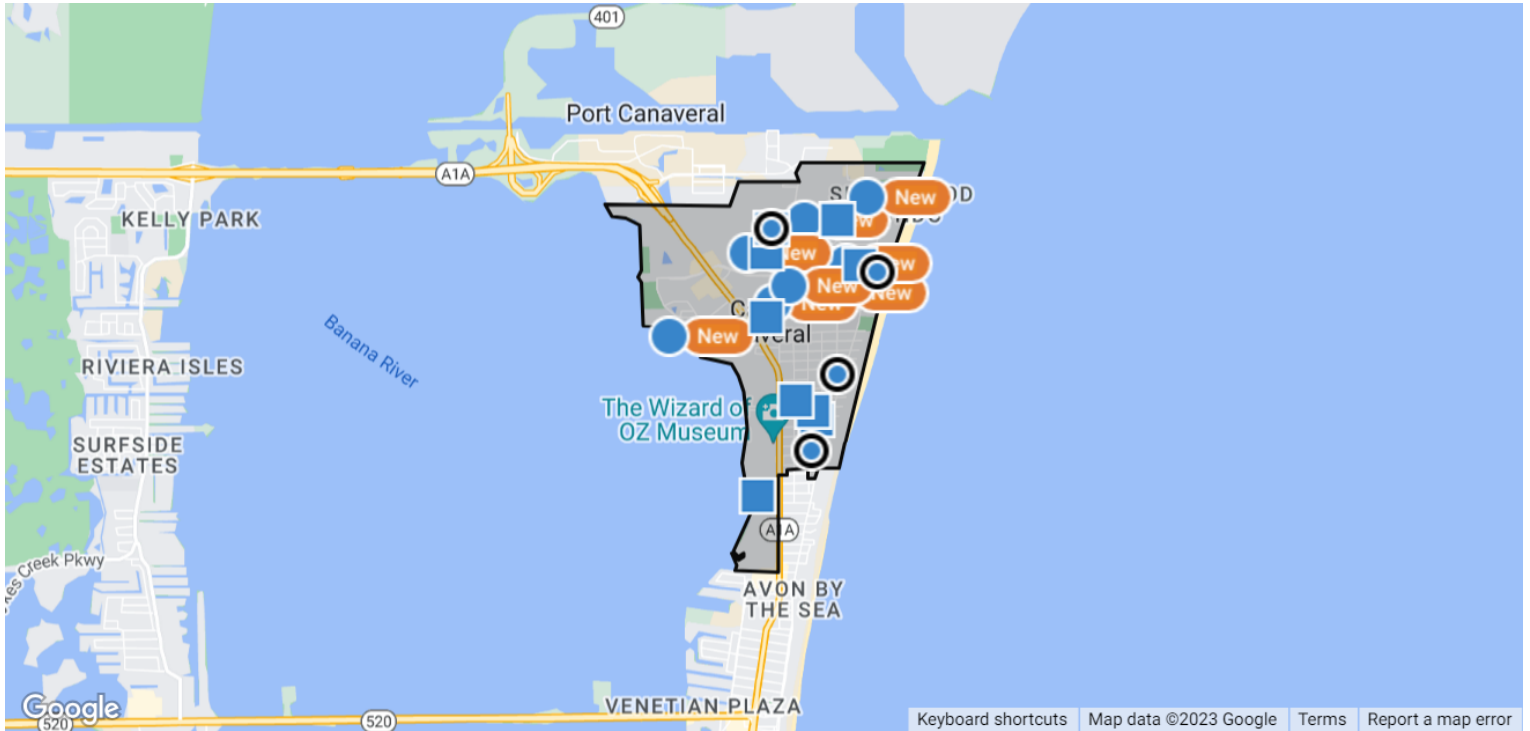 401
Port Canaveral
A1A
KELLY PARK
New
New
New
New
New
New
New
New
Banana River
RIVIERA ISLES
The Wizard of
OZ Museum
SURFSIDE
ESTATES
A1A
AVON BY
THE SEA
VENETIAN PLAZA
Google
520
520
Keyboard shortcuts
Map data ©2023 Google
Terms
Report a map error